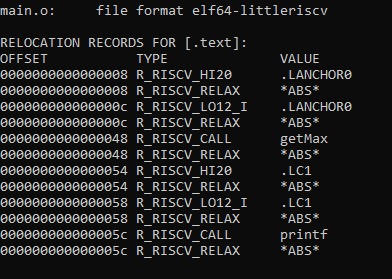 main.o:     file format elf64-littleriscv
RELOCATION RECORDS FOR [.text]:
OFFSET           TYPE              VALUE
0000000000000008 R_RISCV_HI20      .LANCHOR0
0000000000000008 R_RISCV_RELAX     *ABS*
000000000000000c R_RISCV_LO12_I    .LANCHOR0
000000000000000c R_RISCV_RELAX     *ABS*
0000000000000048 R_RISCV_CALL      getMax
0000000000000048 R_RISCV_RELAX     *ABS*
0000000000000054 R_RISCV_HI20      .LC1
0000000000000054 R_RISCV_RELAX     *ABS*
0000000000000058 R_RISCV_LO12_I    .LC1
0000000000000058 R_RISCV_RELAX     *ABS*
000000000000005c R_RISCV_CALL      printf
000000000000005c R_RISCV_RELAX     *ABS*